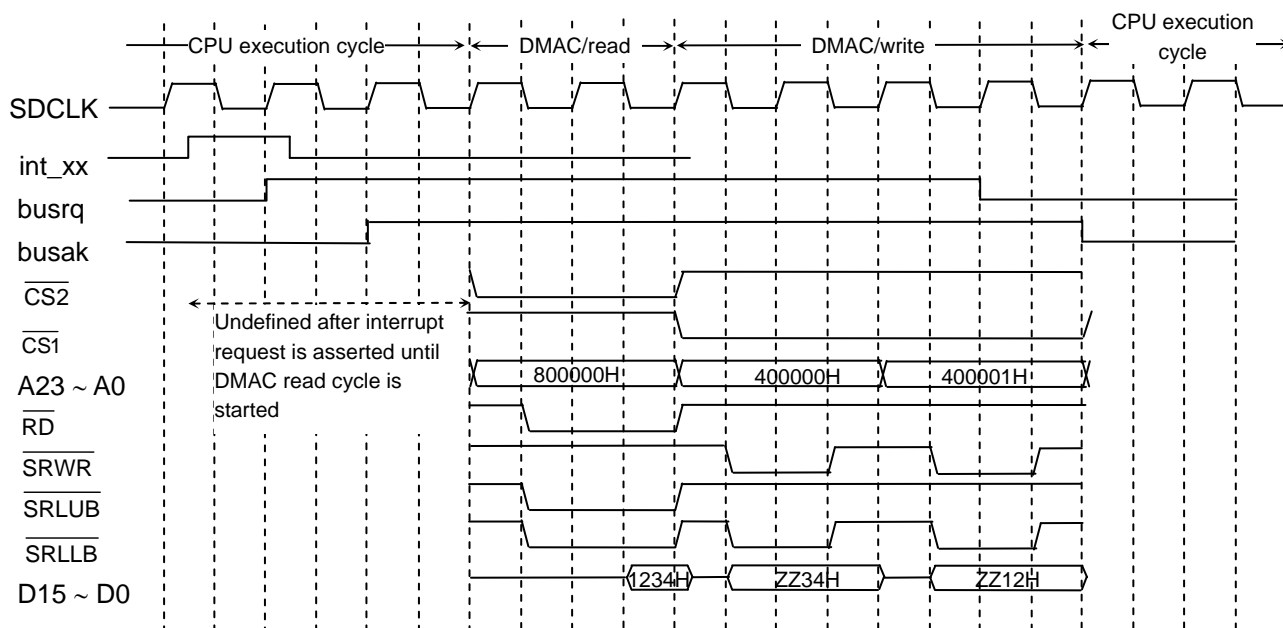 CPU execution cycle
DMAC/read
DMAC/write
CPU execution
cycle
SDCLK
int_xx
busrq
busak
CS2
Undefined after interrupt
request is asserted until
DMAC read cycle is
started
CS1
A23 ~ A0
800000H
400000H
400001H
RD
SRWR
SRLUB
SRLLB
D15 ~ D0
1234H
ZZ34H
ZZ12H